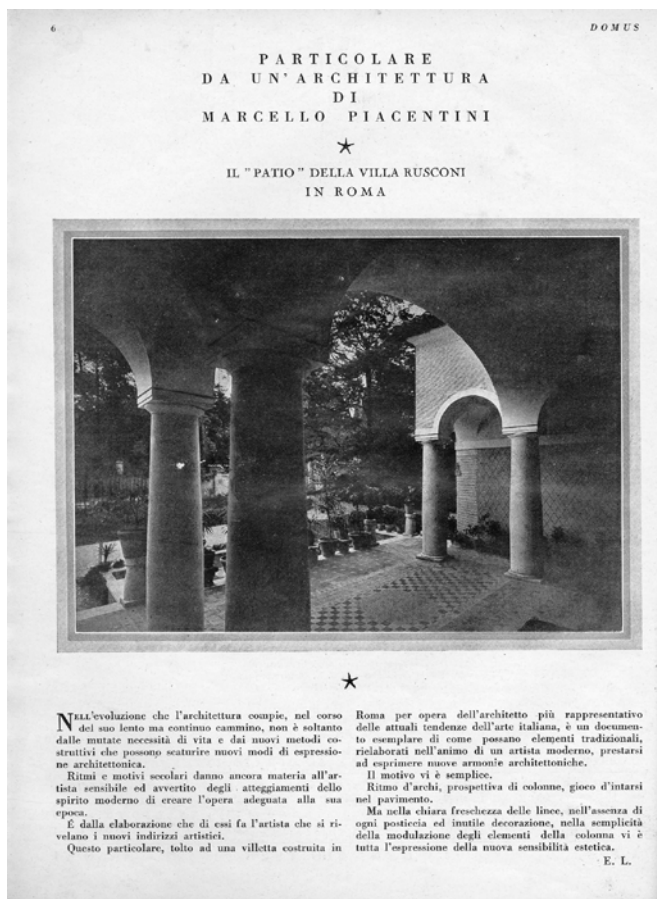 6
DOMUS
PARTICOLARE
DA UN'ARCHITETTURA
DI
MARCELLO PIACENTINI
IL "PATIO" DELLA VILLA RUSCONI
IN ROMA
NELL'evoluzione che l'architettura compie, nel corso
del suo lento ma continuo cammino, non è soltanto
dalle mutate necessità di vita e dai nuovi metodi co-
struttivi che possono scaturire nuovi modi di espressio-
ne architettonica.
Ritmi e motivi secolari danno ancora materia all'ar-
tista sensibile ed avvertito degli atteggiamenti dello
spirito moderno di creare l'opera adeguata alla sua
epoca.
È dalla elaborazione che di essi fa l'artista che si ri-
velano i nuovi indirizzi artistici.
Questo particolare, tolto ad una villetta costruita in
Roma per opera dell'architetto più rappresentativo
delle attuali tendenze dell'arte italiana, è un documen-
to esemplare di come possano elementi tradizionali,
rielaborati nell'animo di un artista moderno, prestarsi
ad esprimere nuove armonie architettoniche.
Il motivo vi è semplice.
Ritmo d'archi, prospettiva di colonne, gioco d'intarsi
nel pavimento.
Ma nella chiara freschezza delle linee, nell'assenza di
ogni posticcia ed inutile decorazione, nella semplicità
della modulazione degli elementi della colonna vi è
tutta l'espressione della nuova sensibilità estetica.
E. L.